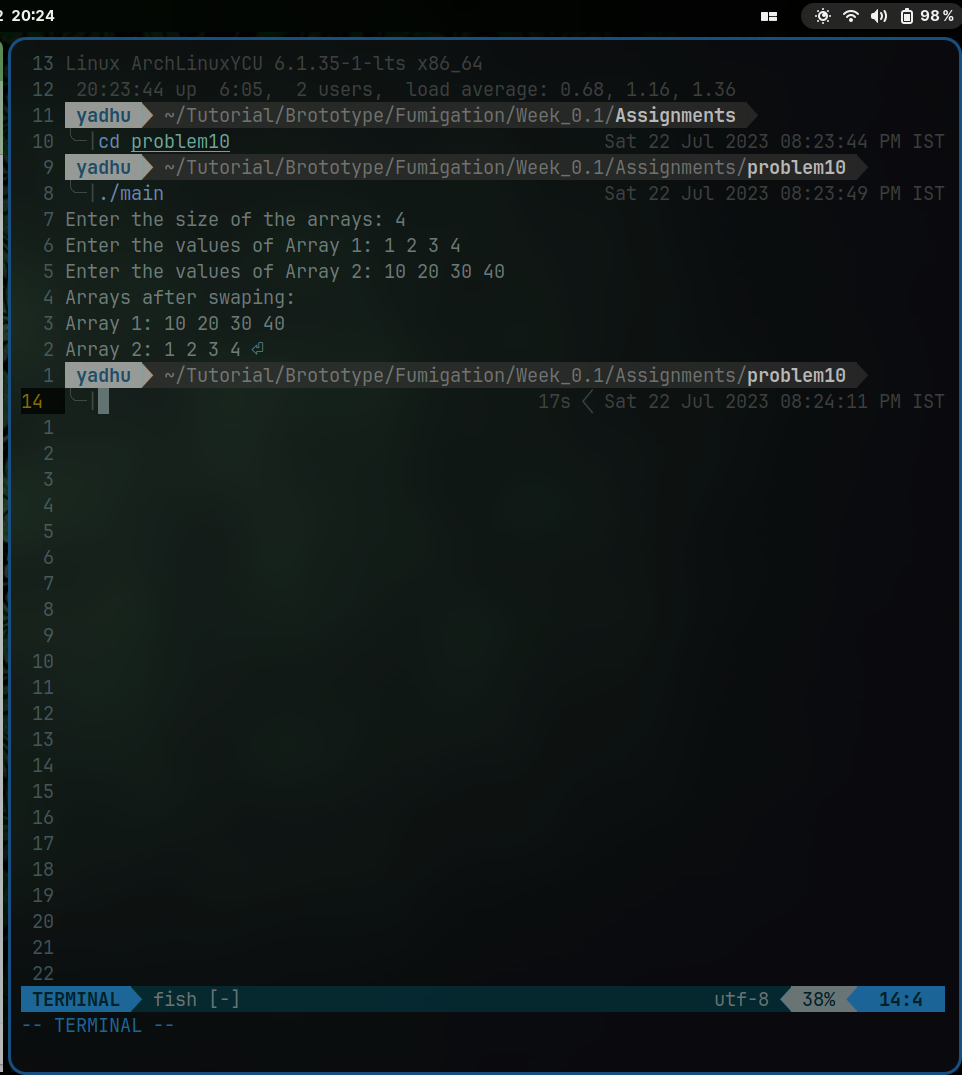 2 20:24 98%
13 Linux ArchLinuxYCU 6.1.35-1-lts x86_64
12 20:23:44 up 6:05, 2 users, load average: 0.68, 1.16, 1.36
11 yadhu ~/Tutorial/Brototype/Fumigation/Week_0.1/Assignments
10 cd problem10 Sat 22 Jul 2023 08:23:44 PM IST
9 yadhu ~/Tutorial/Brototype/Fumigation/Week_0.1/Assignments/problem10
8 ./main Sat 22 Jul 2023 08:23:49 PM IST
7 Enter the size of the arrays: 4
6 Enter the values of Array 1: 1 2 3 4
5 Enter the values of Array 2: 10 20 30 40
4 Arrays after swaping:
3 Array 1: 10 20 30 40
2 Array 2: 1 2 3 4 ⏎
1 yadhu ~/Tutorial/Brototype/Fumigation/Week_0.1/Assignments/problem10
14 17s Sat 22 Jul 2023 08:24:11 PM IST
1
2
3
4
5
6
7
8
9
10
11
12
13
14
15
16
17
18
19
20
21
22
TERMINAL fish [-] utf-8 38% 14:4
-- TERMINAL --